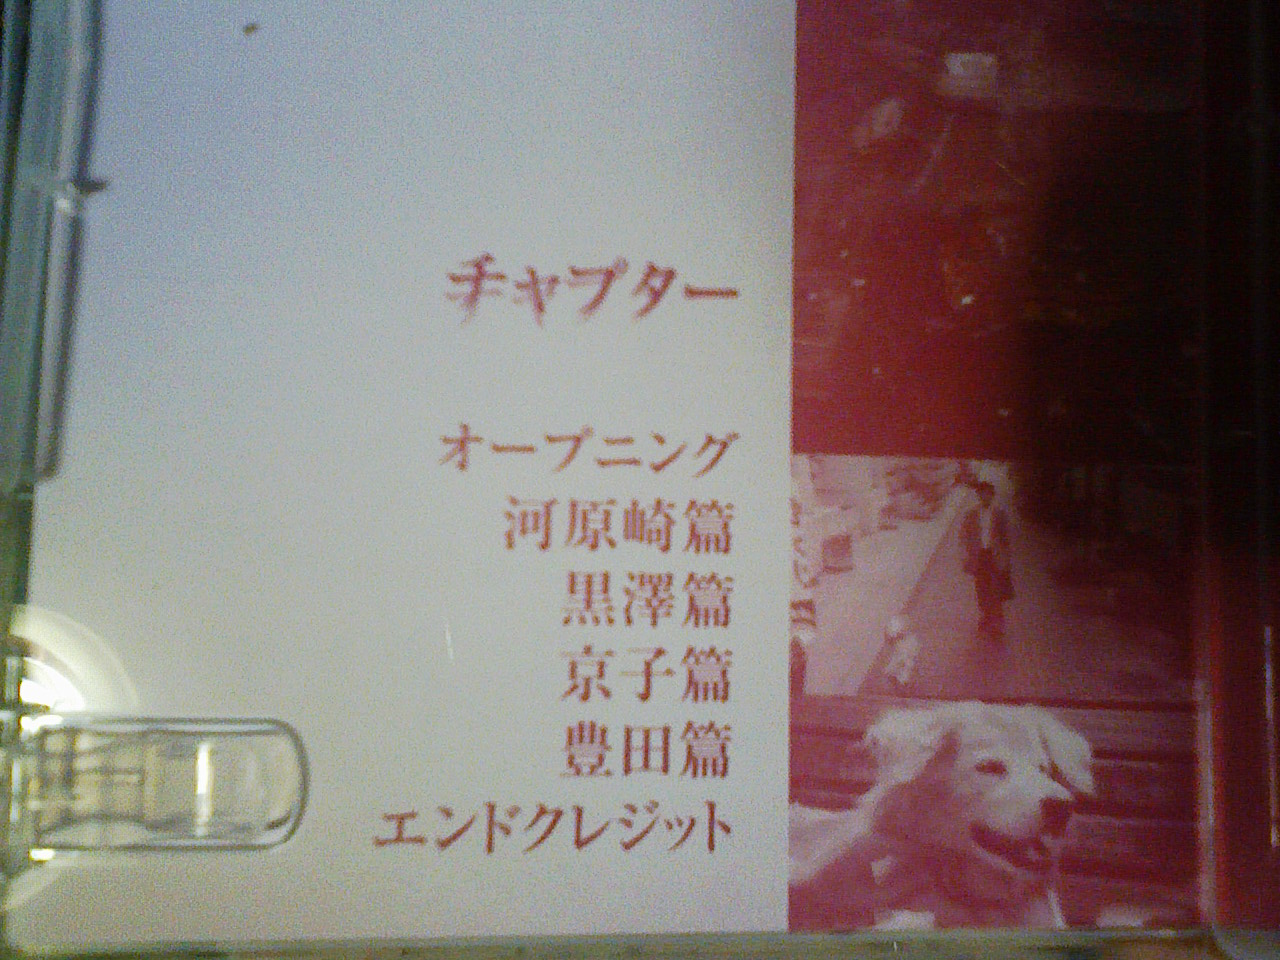 チャプター
オープニング
河原崎篇
黒澤篇
京子篇
豊田篇
エンドクレジット